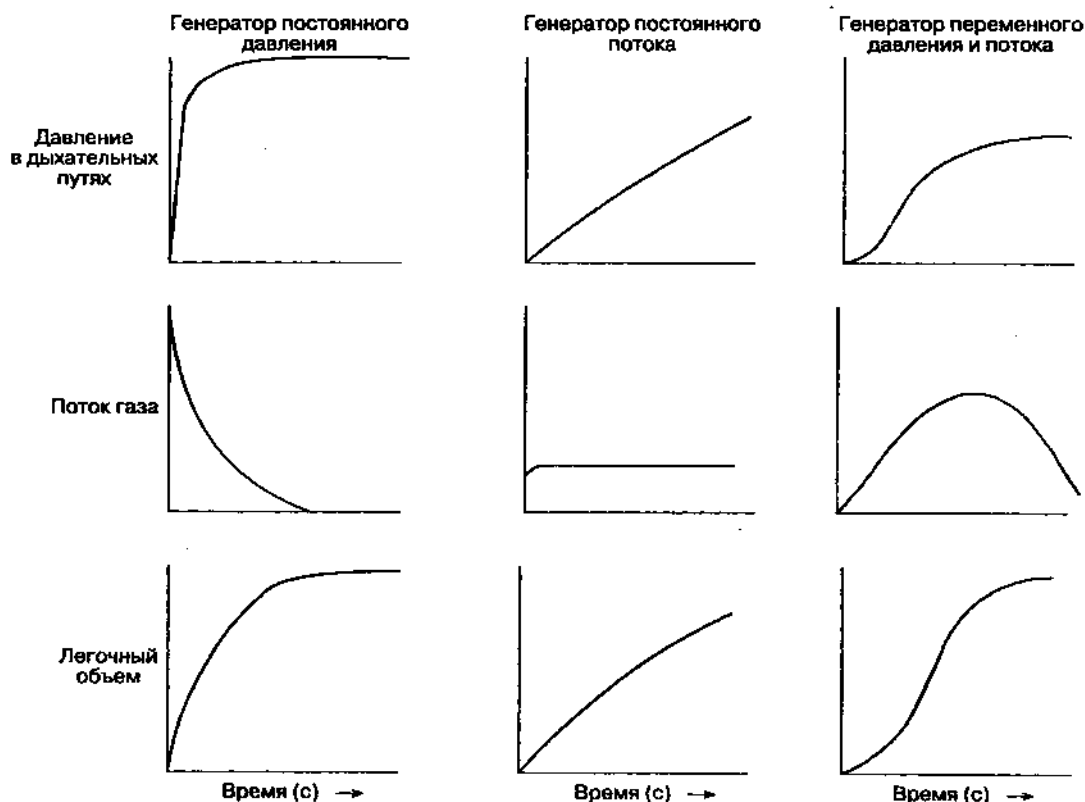 Генератор постоянного
давления
Генератор постоянного
потока
Генератор переменного
давления и потока
Давление
в дыхательных
путях
Поток газа
Легочный
объем
Время (с) →
Время (с) →
Время (с) →